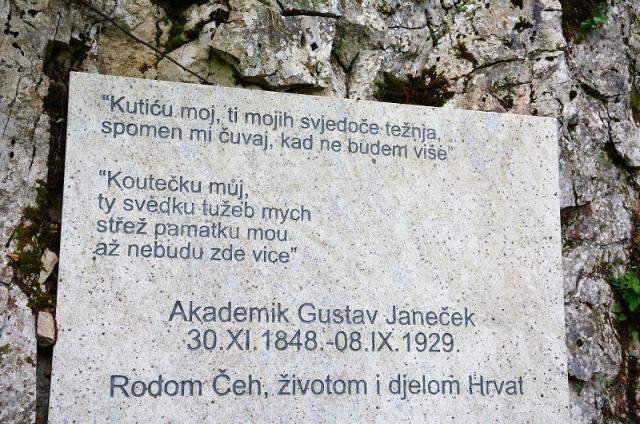 “Kutiću moj, ti mojih svjedoče težnja,
spomen mi čuvaj, kad ne budem više”
“Koutečku můj,
ty svědku tužeb mych
střež pamatku mou
až nebudu zde vice”
Akademik Gustav Janeček
30.XI.1848.-08.IX.1929.
Rodom Čeh, životom i djelom Hrvat